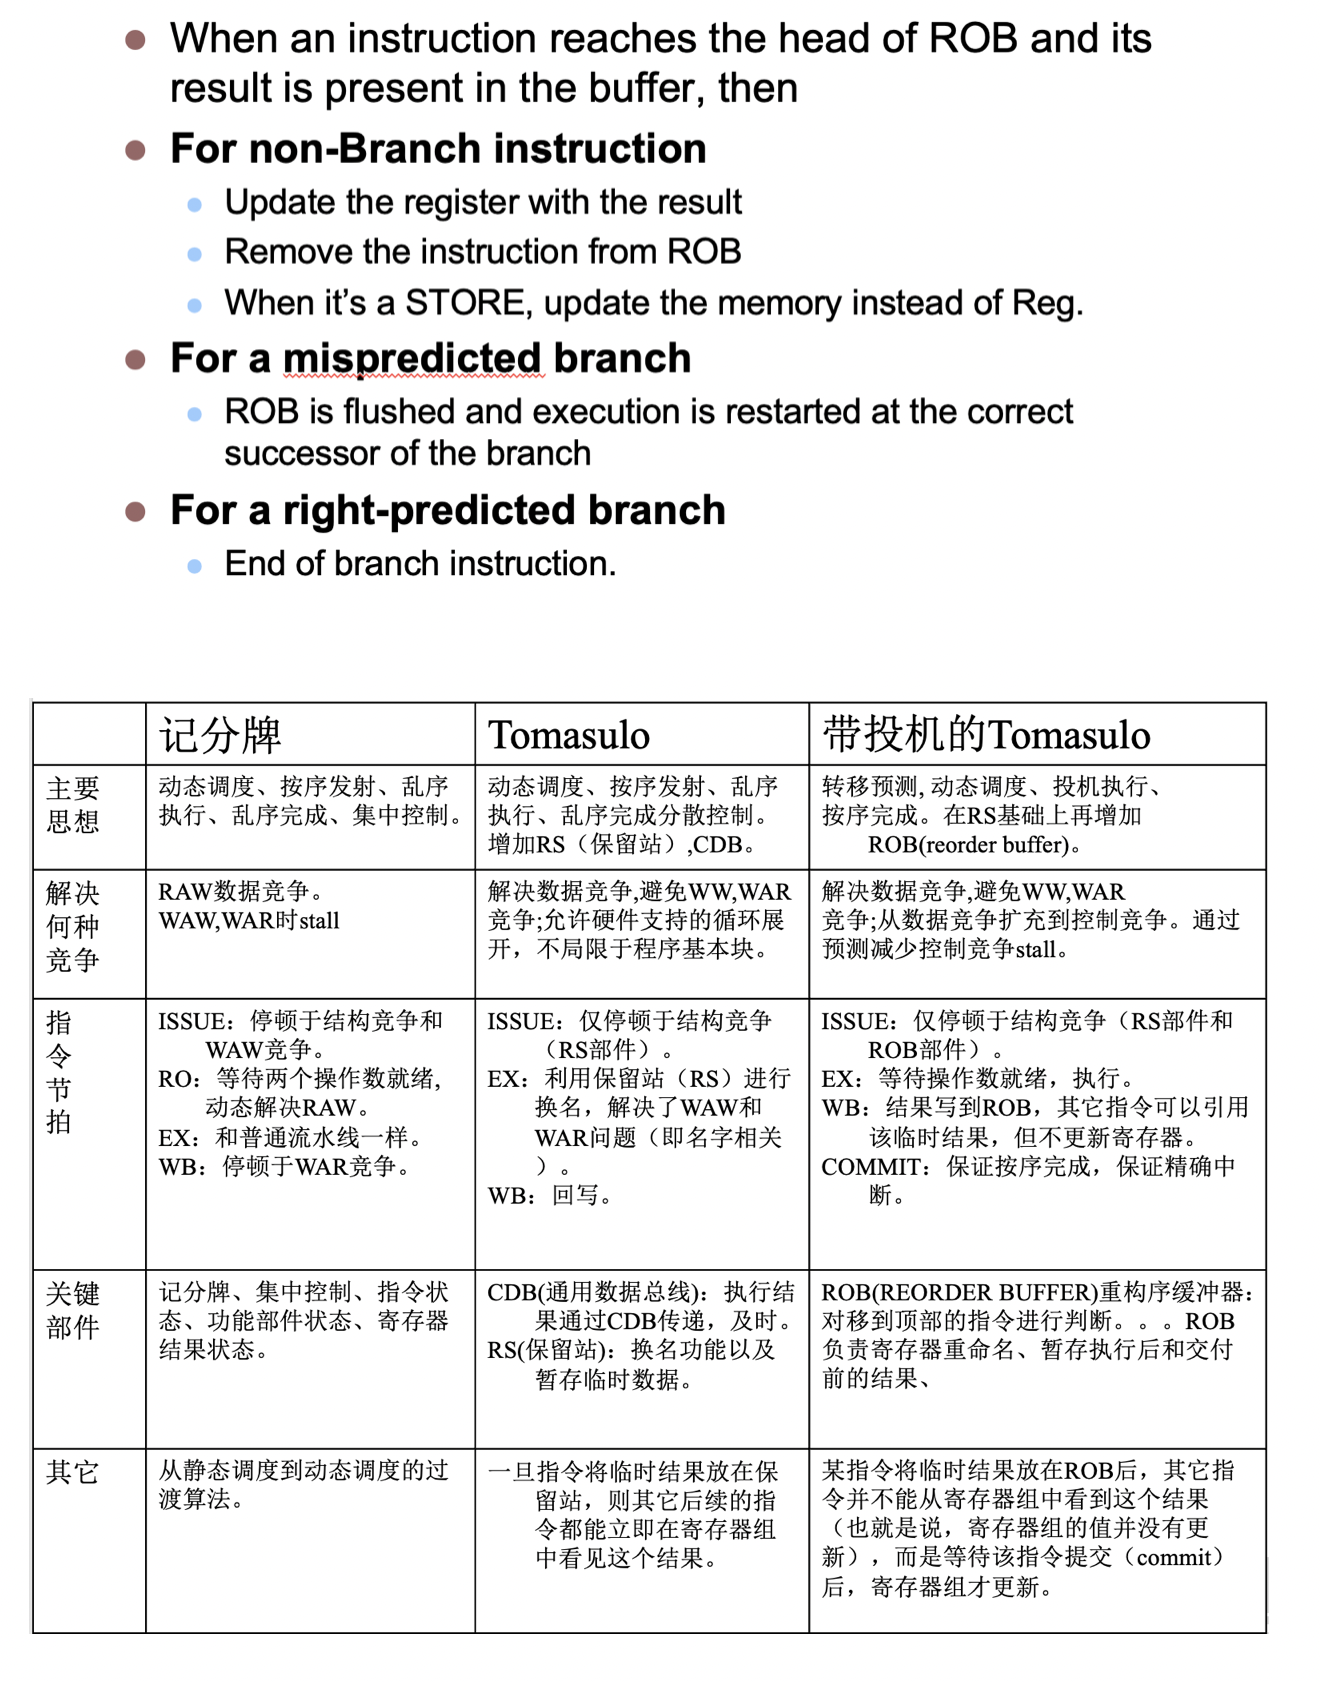 When an instruction reaches the head of ROB and its
result is present in the buffer, then
For non-Branch instruction
Update the register with the result
Remove the instruction from ROB
When it's a STORE, update the memory instead of Reg.
For a mispredicted branch
ROB is flushed and execution is restarted at the correct
successor of the branch
For a right-predicted branch
End of branch instruction.
记分牌
Tomasulo
带投机的Tomasulo
主要
思想
动态调度、按序发射、乱序
执行、乱序完成、集中控制。
动态调度、按序发射、乱序
执行、乱序完成分散控制。
增加RS（保留站）,CDB。
转移预测, 动态调度、投机执行、
按序完成。在RS基础上再增加
ROB(reorder buffer)。
解决
何种
竞争
RAW数据竞争。
WAW,WAR时stall
解决数据竞争,避免WW,WAR
竞争;允许硬件支持的循环展
开，不局限于程序基本块。
解决数据竞争,避免WW,WAR
竞争;从数据竞争扩充到控制竞争。通过
预测减少控制竞争stall。
指
令
节
拍
ISSUE：停顿于结构竞争和
WAW竞争。
RO：等待两个操作数就绪,
动态解决RAW。
EX：和普通流水线一样。
WB：停顿于WAR竞争。
ISSUE：仅停顿于结构竞争
（RS部件）。
EX：利用保留站（RS）进行
换名，解决了WAW和
WAR问题（即名字相关
）。
WB：回写。
ISSUE：仅停顿于结构竞争（RS部件和
ROB部件）。
EX：等待操作数就绪，执行。
WB：结果写到ROB，其它指令可以引用
该临时结果，但不更新寄存器。
COMMIT：保证按序完成，保证精确中
断。
关键
部件
记分牌、集中控制、指令状
态、功能部件状态、寄存器
结果状态。
CDB(通用数据总线)：执行结
果通过CDB传递，及时。
RS(保留站)：换名功能以及
暂存临时数据。
ROB(REORDER BUFFER)重构序缓冲器：
对移到顶部的指令进行判断。。。ROB
负责寄存器重命名、暂存执行后和交付
前的结果、
其它
从静态调度到动态调度的过
渡算法。
一旦指令将临时结果放在保
留站，则其它后续的指
令都能立即在寄存器组
中看见这个结果。
某指令将临时结果放在ROB后，其它指
令并不能从寄存器组中看到这个结果
（也就是说，寄存器组的值并没有更
新），而是等待该指令提交（commit）
后，寄存器组才更新。